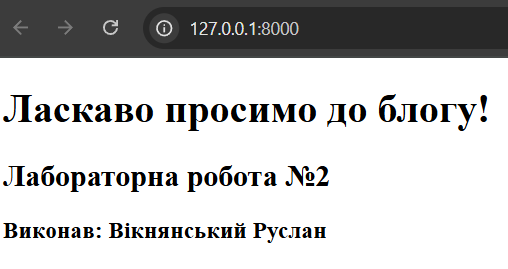 127.0.0.1:8000
Ласкаво просимо до блогу!
Лабораторна робота №2
Виконав: Вікнянський Руслан